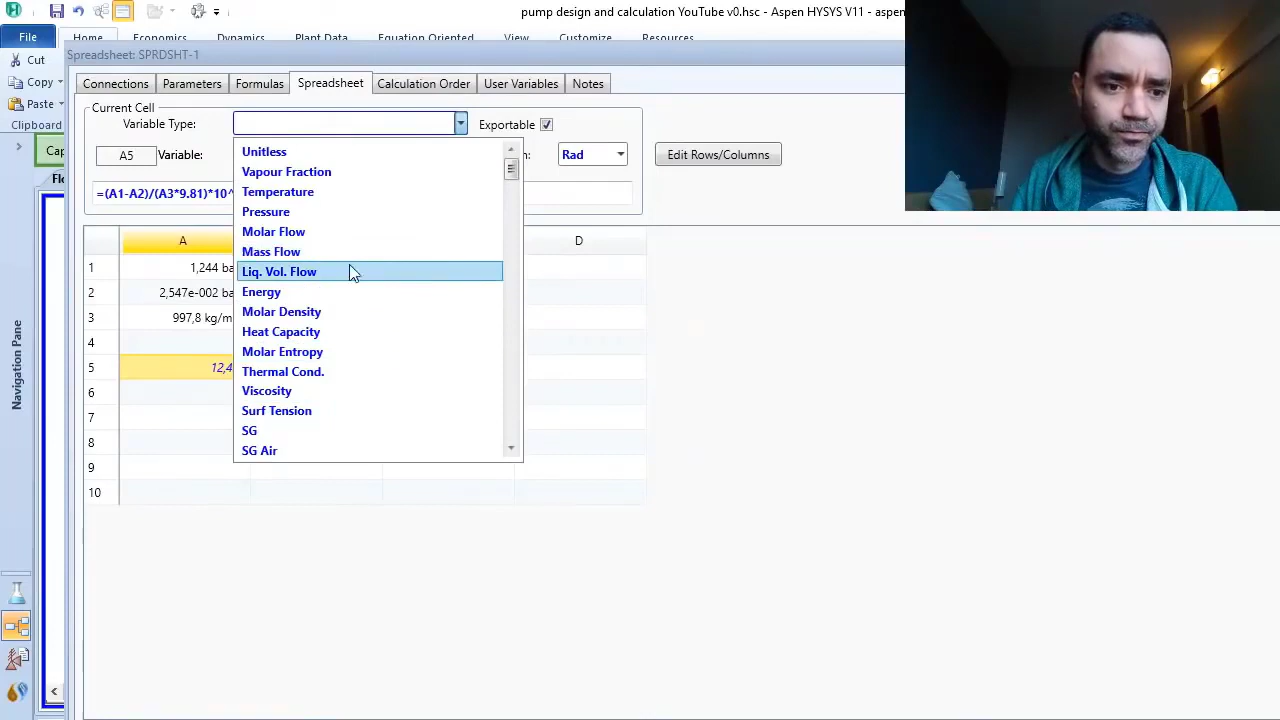 pump design and calculation YouTube v0.hsc - Aspen HYSYS V11 - aspen
File Home Economics Dynamics Plant Data Equation Oriented View Customize Resources
Cut
Copy
Paste
Clipboard
Spreadsheet: SPRDSHT-1
Connections Parameters Formulas Spreadsheet Calculation Order User Variables Notes
Current Cell
Variable Type: Exportable
A5 Variable: Rad Edit Rows/Columns
=(A1-A2)/(A3*9.81)*10^
Unitless
Vapour Fraction
Temperature
Pressure
Molar Flow
Mass Flow
Liq. Vol. Flow
Energy
Molar Density
Heat Capacity
Molar Entropy
Thermal Cond.
Viscosity
Surf Tension
SG
SG Air
A D
1 1,244 ba
2 2,547e-002 ba
3 997,8 kg/m
4
5 12,4
6
7
8
9
10
Navigation Pane